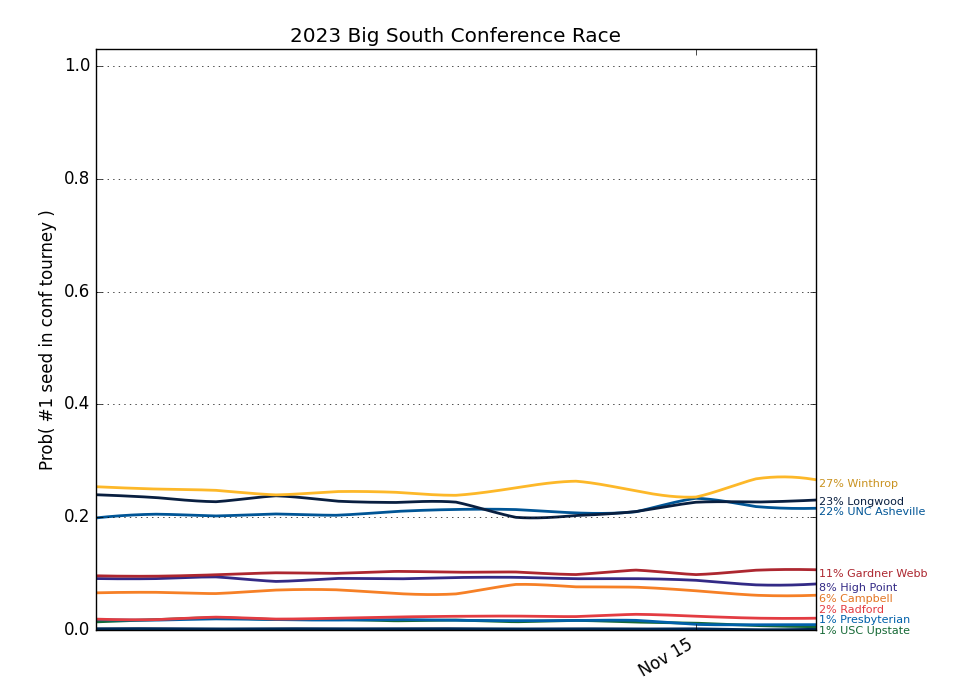 2023 Big South Conference Race
Prob( #1 seed in conf tourney )
1.0
0.8
0.6
0.4
0.2
0.0
27% Winthrop
23% Longwood
22% UNC Asheville
11% Gardner Webb
8% High Point
6% Campbell
2% Radford
1% Presbyterian
1% USC Upstate
Nov 15